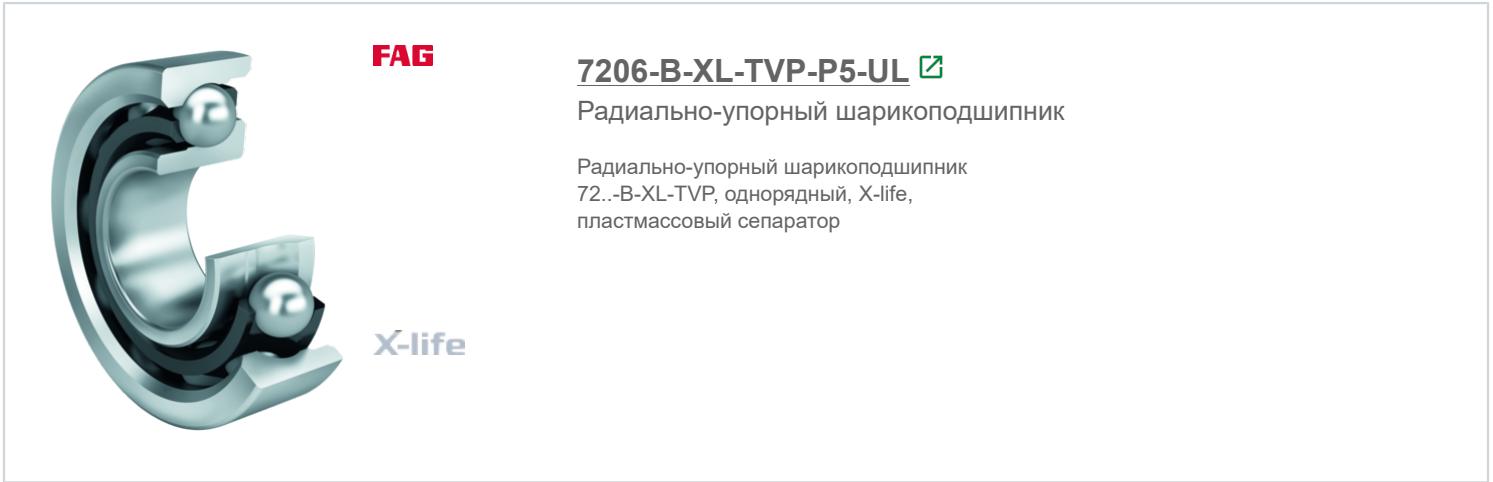 FAG
7206-B-XL-TVP-P5-UL
Радиально-упорный шарикоподшипник
Радиально-упорный шарикоподшипник
72..-B-XL-TVP, однорядный, X-life,
пластмассовый сепаратор
X-life